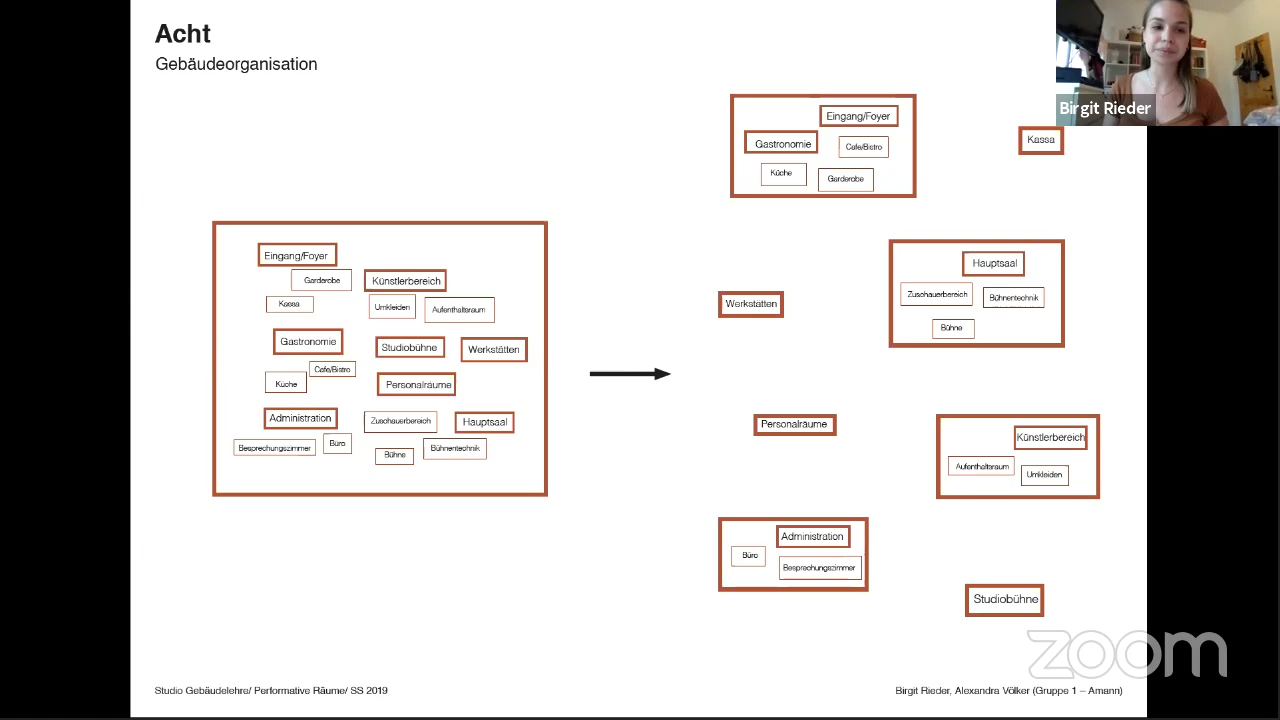 Acht
Gebäudeorganisation
Birgit Rieder
Eingang/Foyer
Garderobe
Kassa
Künstlerbereich
Umkleiden
Aufenthaltsraum
Gastronomie
Cafe/Bistro
Küche
Studiobühne
Werkstätten
Personalräume
Administration
Besprechungszimmer
Büro
Zuschauerbereich
Hauptsaal
Bühne
Bühnentechnik
Eingang/Foyer
Gastronomie
Cafe/Bistro
Küche
Garderobe
Kassa
Hauptsaal
Zuschauerbereich
Bühnentechnik
Bühne
Werkstätten
Personalräume
Künstlerbereich
Aufenthaltsraum
Umkleiden
Administration
Büro
Besprechungszimmer
Studiobühne
zoom
Studio Gebäudelehre/ Performative Räume/ SS 2019
Birgit Rieder, Alexandra Völker (Gruppe 1 – Amann)